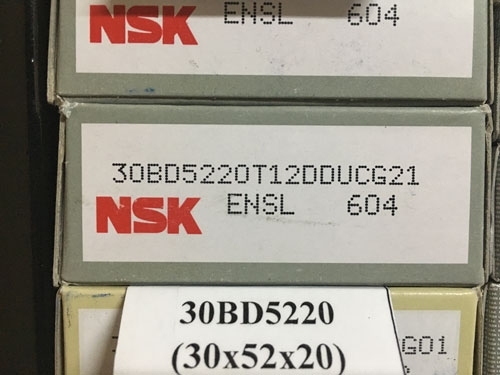 NSK ENSL 604
30BD5220T12DDUCG21
NSK ENSL 604
30BD5220
(30x52x20)
G01